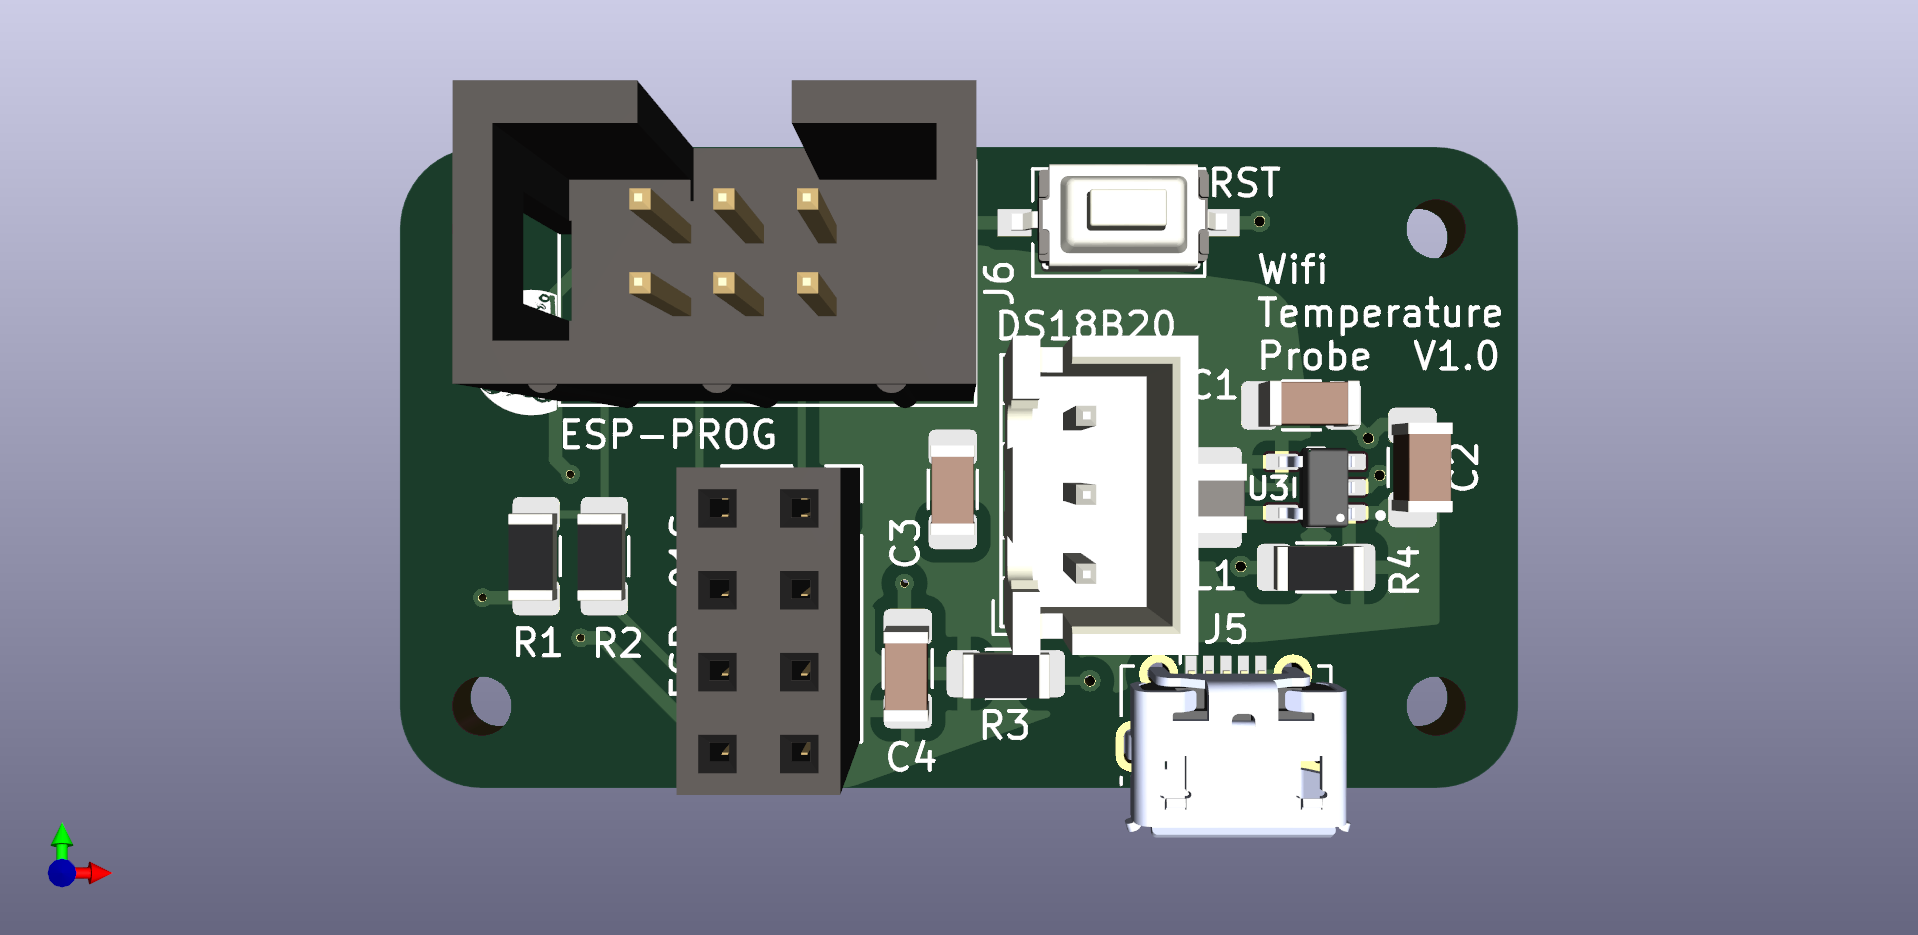 RST
Wifi
Temperature
Probe V1.0
J6
DS18B20
C1
ESP-PROG
C2
U3
C3
R4
L1
J5
R1
R2
R3
C4